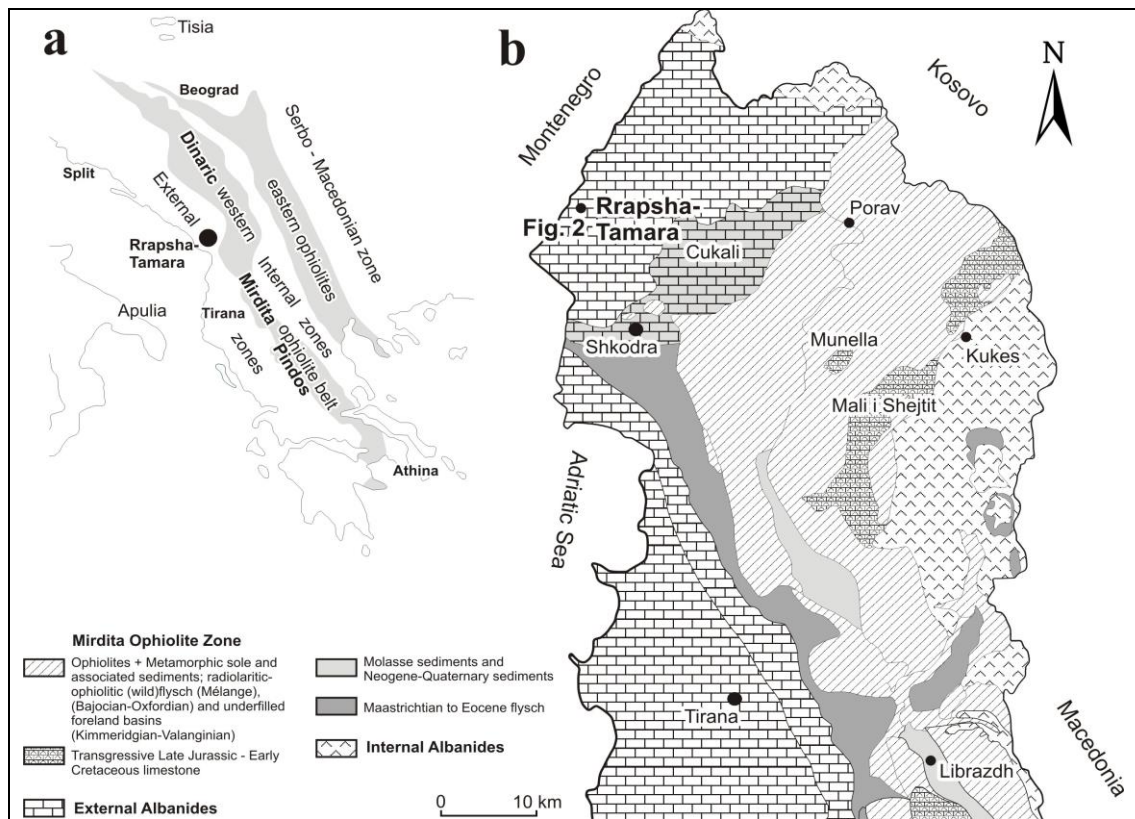 a
Tisia
Beograd
Serbo - Macedonian zone
eastern ophiolites
Dinaric western
Split
External
Rrapsha-
Tamara
Internal zones
Apulia
Tirana
zones
Mirdita ophiolite belt
Pindos
Athina
b
N
Kosovo
Montenegro
Porav
Rrapsha-
Fig. 2-Tamara
Cukali
Shkodra
Munella
Kukes
Mali i Shejtit
Adriatic Sea
Tirana
Macedonia
Librazhd
Mirdita Ophiolite Zone
Ophiolites + Metamorphic sole and
associated sediments; radiolaritic-
ophiolitic (wild)flysch (Mélange),
(Bajocian-Oxfordian) and underfilled
foreland basins
(Kimmeridgian-Valanginian)
Transgressive Late Jurassic - Early
Cretaceous limestone
External Albanides
Molasse sediments and
Neogene-Quaternary sediments
Maastrichtian to Eocene flysch
Internal Albanides
0 10 km